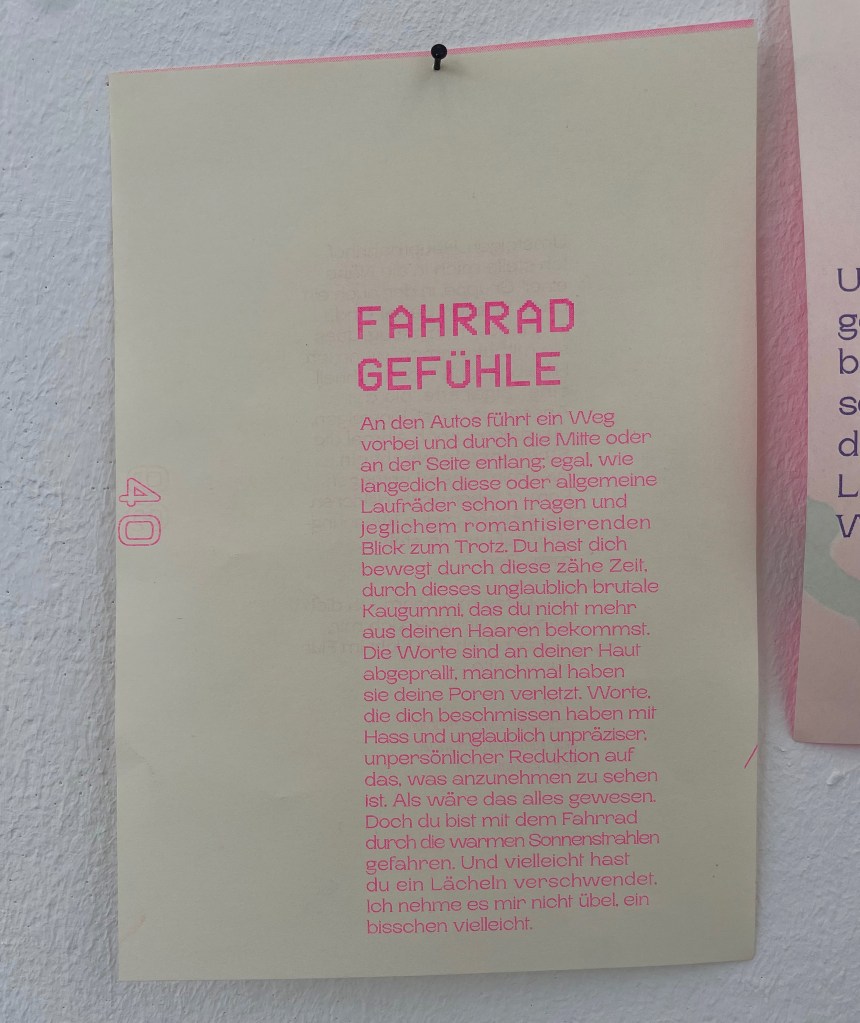 FAHRRAD
GEFÜHLE
An den Autos führt ein Weg
vorbei und durch die Mitte oder
an der Seite entlang; egal, wie
langedich diese oder allgemeine
Laufräder schon tragen und
jeglichem romantisierenden
Blick zum Trotz. Du hast dich
bewegt durch diese zähe Zeit,
durch dieses unglaublich brutale
Kaugummi, das du nicht mehr
aus deinen Haaren bekommst.
Die Worte sind an deiner Haut
abgeprallt, manchmal haben
sie deine Poren verletzt. Worte,
die dich beschmissen haben mit
Hass und unglaublich unpräziser,
unpersönlicher Reduktion auf
das, was anzunehmen zu sehen
ist. Als wäre das alles gewesen.
Doch du bist mit dem Fahrrad
durch die warmen Sonnenstrahlen
gefahren. Und vielleicht hast
du ein Lächeln verschwendet.
Ich nehme es mir nicht übel, ein
bisschen vielleicht.
40